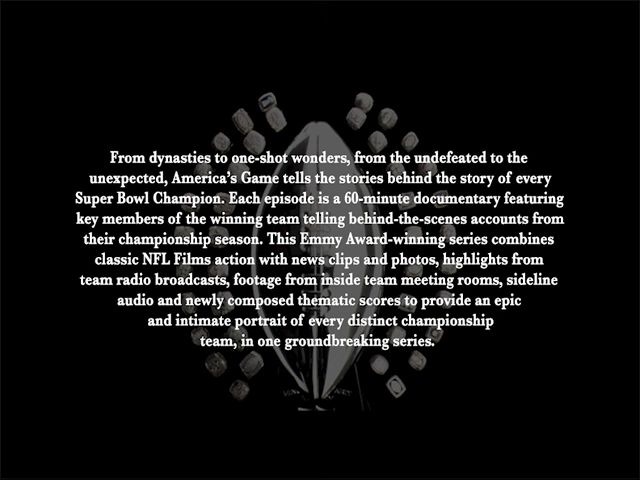 From dynasties to one-shot wonders, from the undefeated to the
unexpected, America's Game tells the stories behind the story of every
Super Bowl Champion. Each episode is a 60-minute documentary featuring
key members of the winning team telling behind-the-scenes accounts from
their championship season. This Emmy Award-winning series combines
classic NFL Films action with news clips and photos, highlights from
team radio broadcasts, footage from inside team meeting rooms, sideline
audio and newly composed thematic scores to provide an epic
and intimate portrait of every distinct championship
team, in one groundbreaking series.